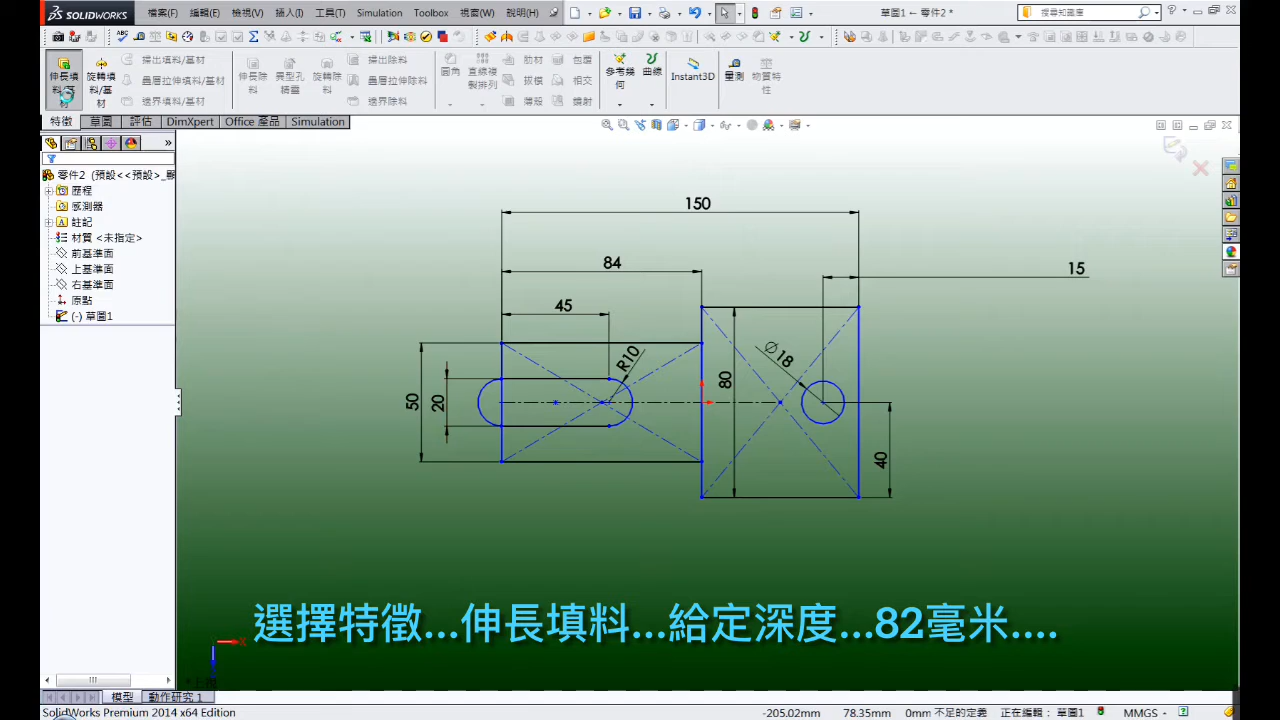 SOLIDWORKS
檔案(F) 編輯(E) 檢視(V) 插入(I) 工具(T) Simulation Toolbox 視窗(W) 說明(H)
草圖1 ← 零件2 *
搜尋知識庫
伸長填料/基材
旋轉填料/基材
掃出填料/基材
疊層拉伸填料/基材
邊界填料/基材
伸長除料
異型孔精靈
旋轉除料
掃出除料
疊層拉伸除料
邊界除料
圓角
直線複製排列
肋材
拔模
薄殼
包覆
相交
鏡射
參考幾何
曲線
Instant3D
量測
物質特性
特徵 草圖 評估 DimXpert Office 產品 Simulation
零件2 (預設<<預設>_顯
歷程
感測器
註記
材質 <未指定>
前基準面
上基準面
右基準面
原點
(-) 草圖1
150
84
15
45
R10
Ø18
50
20
80
40
選擇特徵...伸長填料...給定深度...82毫米....
X
模型 動作研究 1
SolidWorks Premium 2014 x64 Edition
-205.02mm 78.35mm 0mm 不足的定義 正在編輯: 草圖1 MMGS